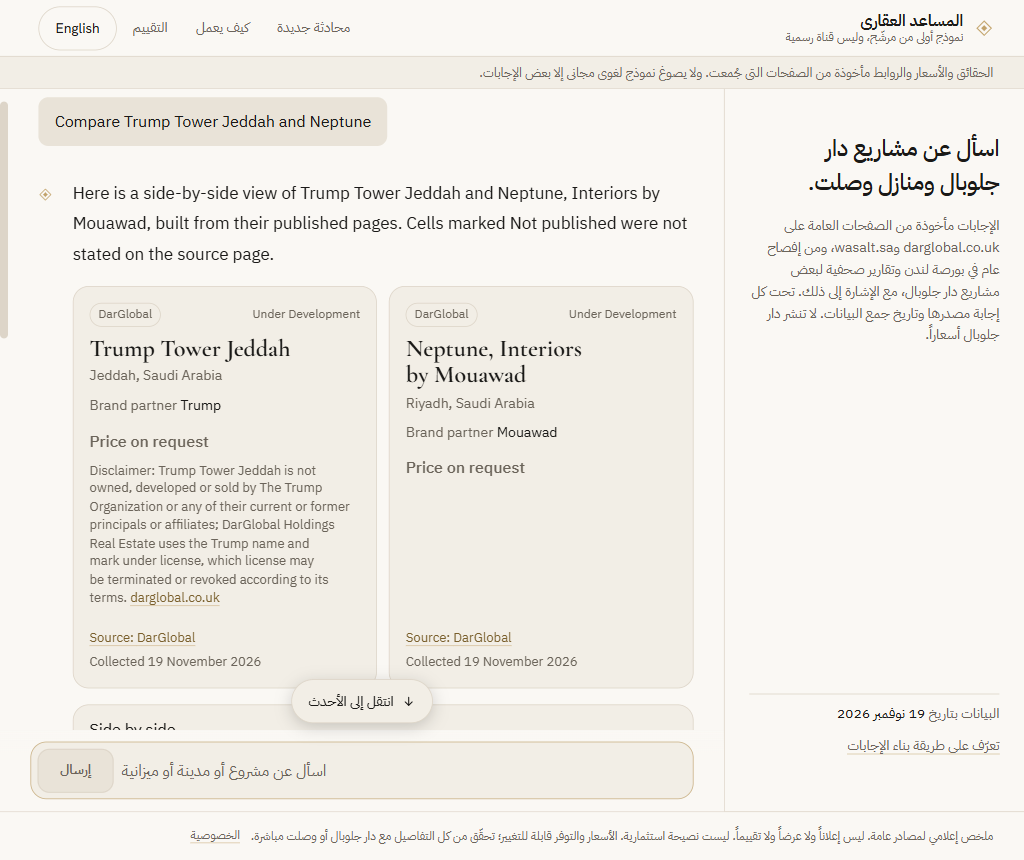 المساعد العقاري
نموذج أولي من مرشّح، وليس قناة رسمية
محادثة جديدة
كيف يعمل
التقييم
English
الحقائق والأسعار والروابط مأخوذة من الصفحات التي جُمعت. ولا يصوغ نموذج لغوي مجاني إلا بعض الإجابات.
اسأل عن مشاريع دار
جلوبال ومنازل وصلت.
الإجابات مأخوذة من الصفحات العامة على
darglobal.co.uk وwasalt.sa، ومن إفصاح
عام في بورصة لندن وتقارير صحفية لبعض
مشاريع دار جلوبال، مع الإشارة إلى ذلك. تحت كل
إجابة مصدرها وتاريخ جمع البيانات. لا تنشر دار
جلوبال أسعاراً.
البيانات بتاريخ 19 نوفمبر 2026
تعرّف على طريقة بناء الإجابات
Compare Trump Tower Jeddah and Neptune
Here is a side-by-side view of Trump Tower Jeddah and Neptune, Interiors by
Mouawad, built from their published pages. Cells marked Not published were not
stated on the source page.
DarGlobal
Under Development
Trump Tower Jeddah
Jeddah, Saudi Arabia
Brand partner Trump
Price on request
Disclaimer: Trump Tower Jeddah is not
owned, developed or sold by The Trump
Organization or any of their current or former
principals or affiliates; DarGlobal Holdings
Real Estate uses the Trump name and
mark under license, which license may
be terminated or revoked according to its
terms. darglobal.co.uk
Source: DarGlobal
Collected 19 November 2026
DarGlobal
Under Development
Neptune, Interiors
by Mouawad
Riyadh, Saudi Arabia
Brand partner Mouawad
Price on request
Source: DarGlobal
Collected 19 November 2026
انتقل إلى الأحدث
Side by side
اسأل عن مشروع أو مدينة أو ميزانية
إرسال
ملخص إعلامي لمصادر عامة. ليس إعلاناً ولا عرضاً ولا تقييماً. ليست نصيحة استثمارية. الأسعار والتوفر قابلة للتغيير؛ تحقّق من كل التفاصيل مع دار جلوبال أو وصلت مباشرة. الخصوصية